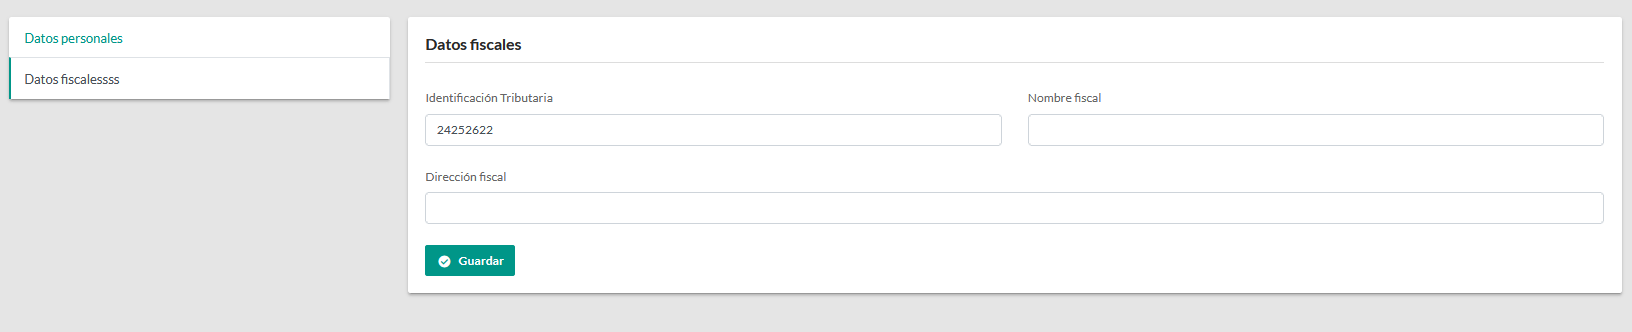 Datos personales
Datos fiscalessss
Datos fiscales
Identificación Tributaria
24252622
Nombre fiscal
Dirección fiscal
Guardar